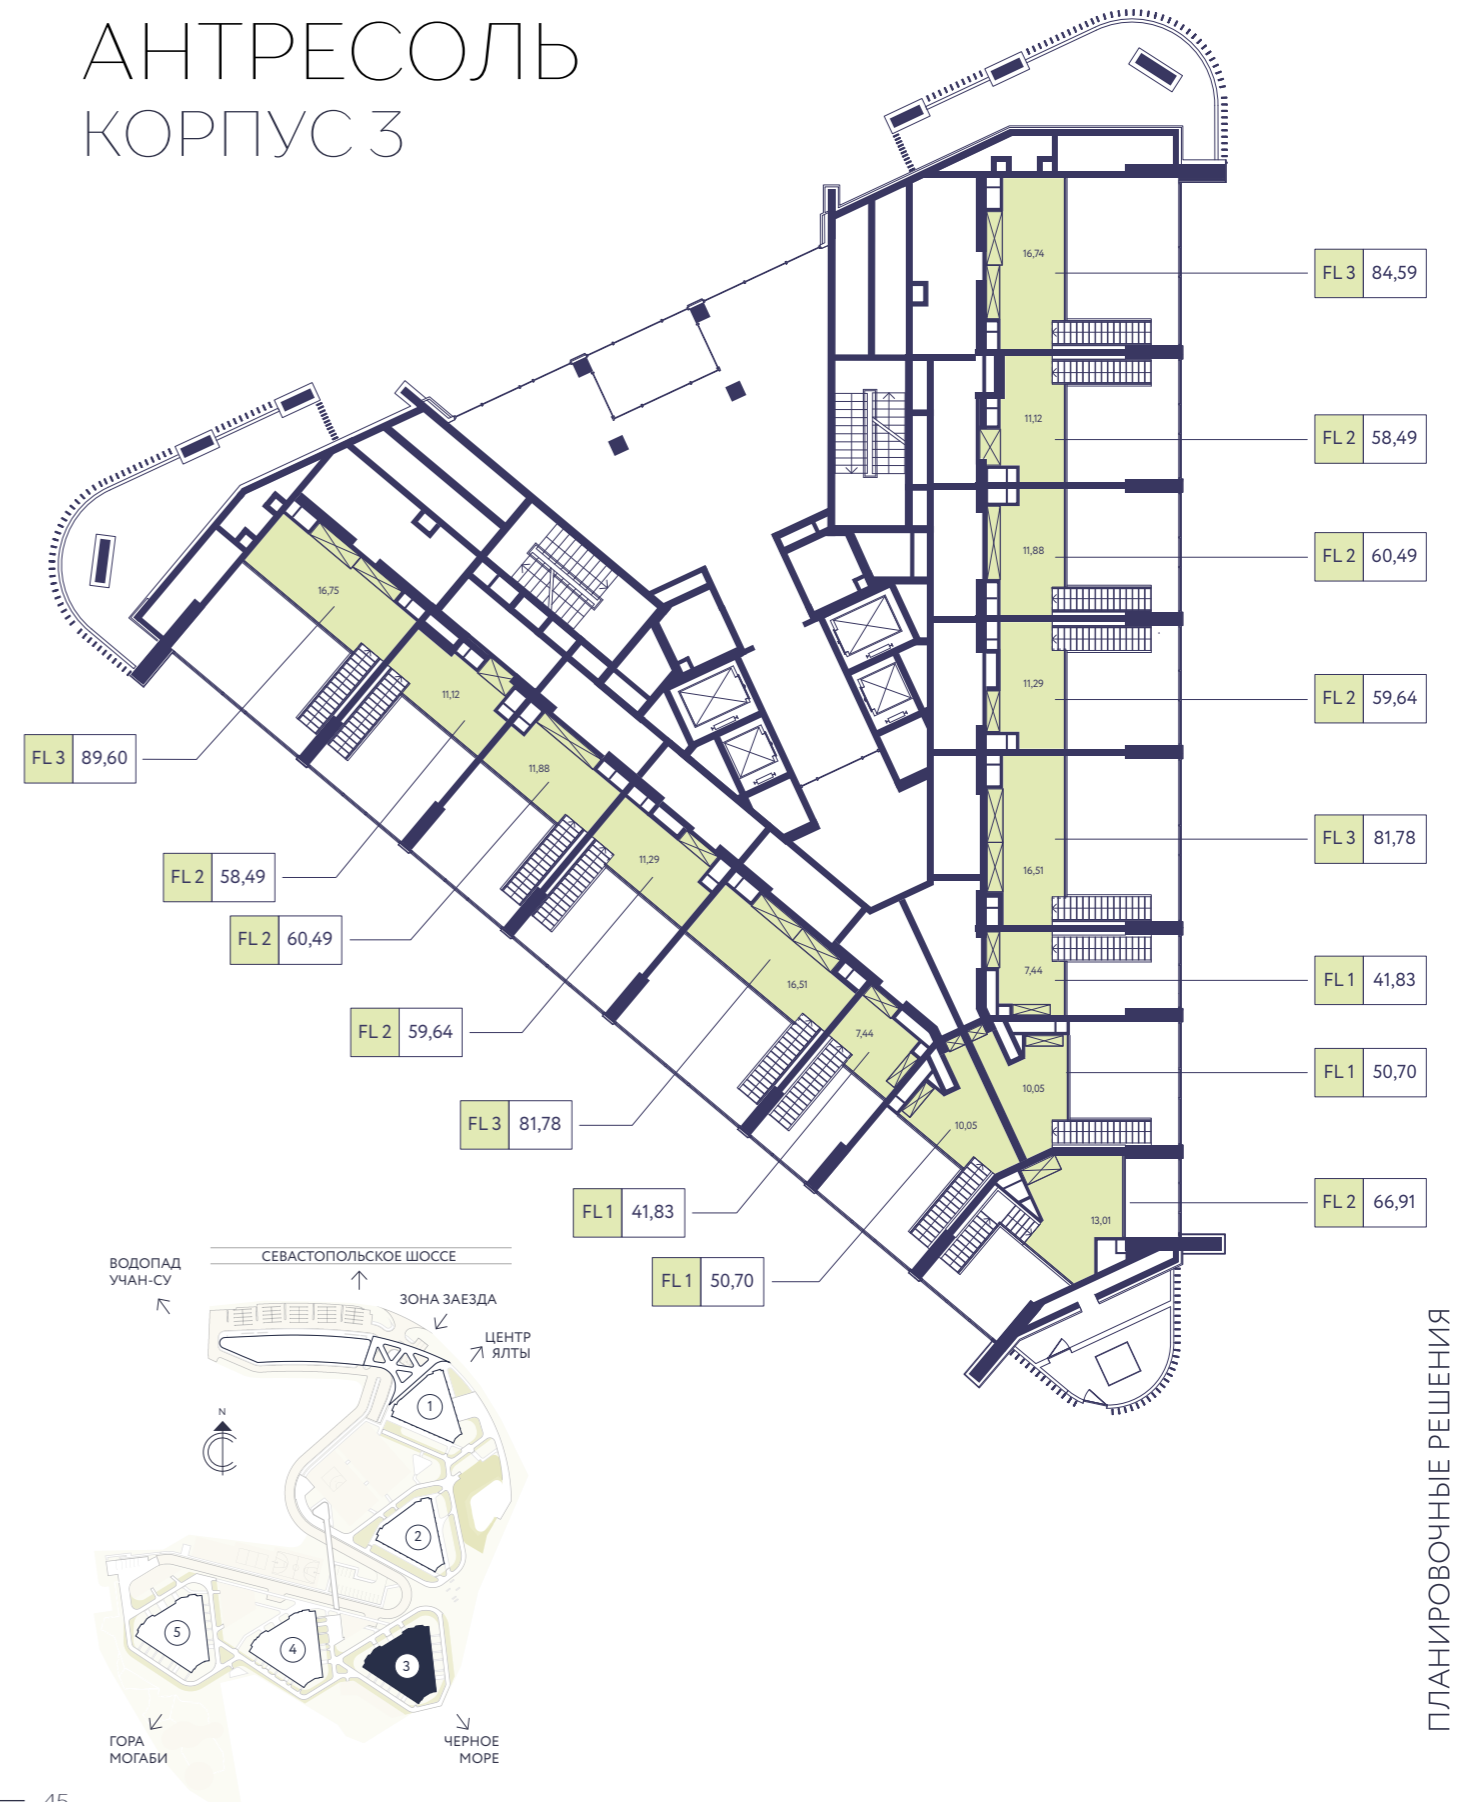 АНТРЕСОЛЬ
КОРПУС 3
16,74
FL 3 84,59
11,12
FL 2 58,49
11,88
FL 2 60,49
11,29
FL 2 59,64
16,51
FL 3 81,78
7,44
FL 1 41,83
10,05
FL 1 50,70
13,01
FL 2 66,91
16,75
FL 3 89,60
11,12
FL 2 58,49
11,88
FL 2 60,49
11,29
FL 2 59,64
16,51
FL 3 81,78
7,44
FL 1 41,83
10,05
FL 1 50,70
СЕВАСТОПОЛЬСКОЕ ШОССЕ
ВОДОПАД
УЧАН-СУ
ЗОНА ЗАЕЗДА
ЦЕНТР
ЯЛТЫ
N
1
2
3
4
5
ГОРА
МОГАБИ
ЧЕРНОЕ
МОРЕ
ПЛАНИРОВОЧНЫЕ РЕШЕНИЯ
45